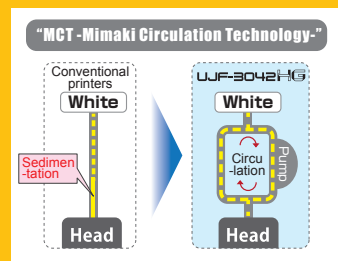 “MCT -Mimaki Circulation Technology-”
Conventional
printers
White
Sedimen
-tation
Head
UJF-3042HG
White
Circu
-lation
Pump
Head